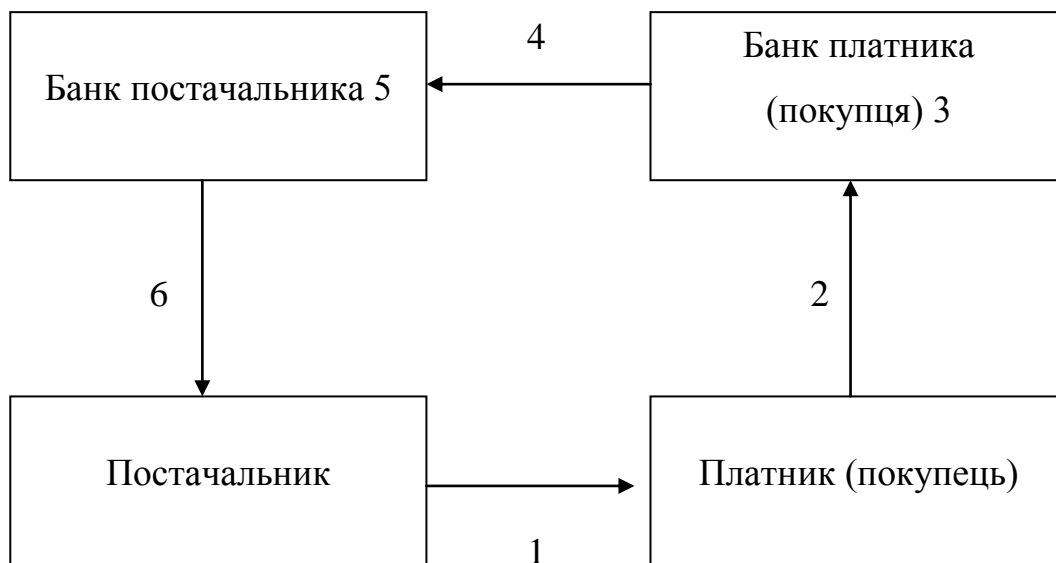 4
Банк постачальника 5
Банк платника
(покупця) 3
6
2
Постачальник
Платник (покупець)
1